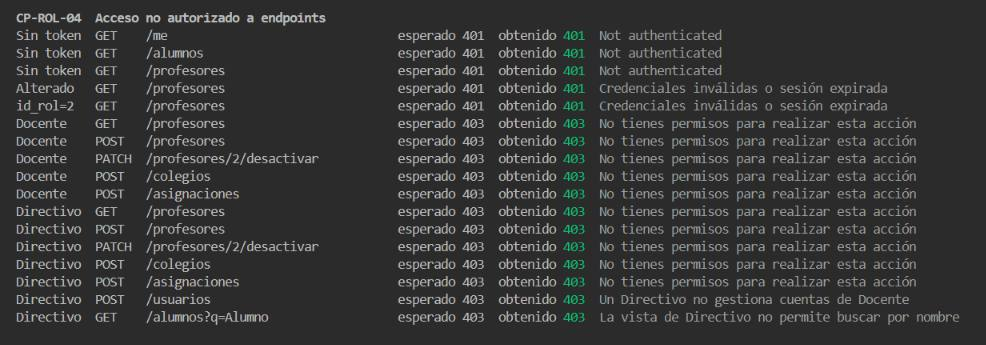 CP-ROL-04 Acceso no autorizado a endpoints
Sin token GET /me esperado 401 obtenido 401 Not authenticated
Sin token GET /alumnos esperado 401 obtenido 401 Not authenticated
Sin token GET /profesores esperado 401 obtenido 401 Not authenticated
Alterado GET /profesores esperado 401 obtenido 401 Credenciales inválidas o sesión expirada
id_rol=2 GET /profesores esperado 401 obtenido 401 Credenciales inválidas o sesión expirada
Docente GET /profesores esperado 403 obtenido 403 No tienes permisos para realizar esta acción
Docente POST /profesores esperado 403 obtenido 403 No tienes permisos para realizar esta acción
Docente PATCH /profesores/2/desactivar esperado 403 obtenido 403 No tienes permisos para realizar esta acción
Docente POST /colegios esperado 403 obtenido 403 No tienes permisos para realizar esta acción
Docente POST /asignaciones esperado 403 obtenido 403 No tienes permisos para realizar esta acción
Directivo GET /profesores esperado 403 obtenido 403 No tienes permisos para realizar esta acción
Directivo POST /profesores esperado 403 obtenido 403 No tienes permisos para realizar esta acción
Directivo PATCH /profesores/2/desactivar esperado 403 obtenido 403 No tienes permisos para realizar esta acción
Directivo POST /colegios esperado 403 obtenido 403 No tienes permisos para realizar esta acción
Directivo POST /asignaciones esperado 403 obtenido 403 No tienes permisos para realizar esta acción
Directivo POST /usuarios esperado 403 obtenido 403 Un Directivo no gestiona cuentas de Docente
Directivo GET /alumnos?q=Alumno esperado 403 obtenido 403 La vista de Directivo no permite buscar por nombre